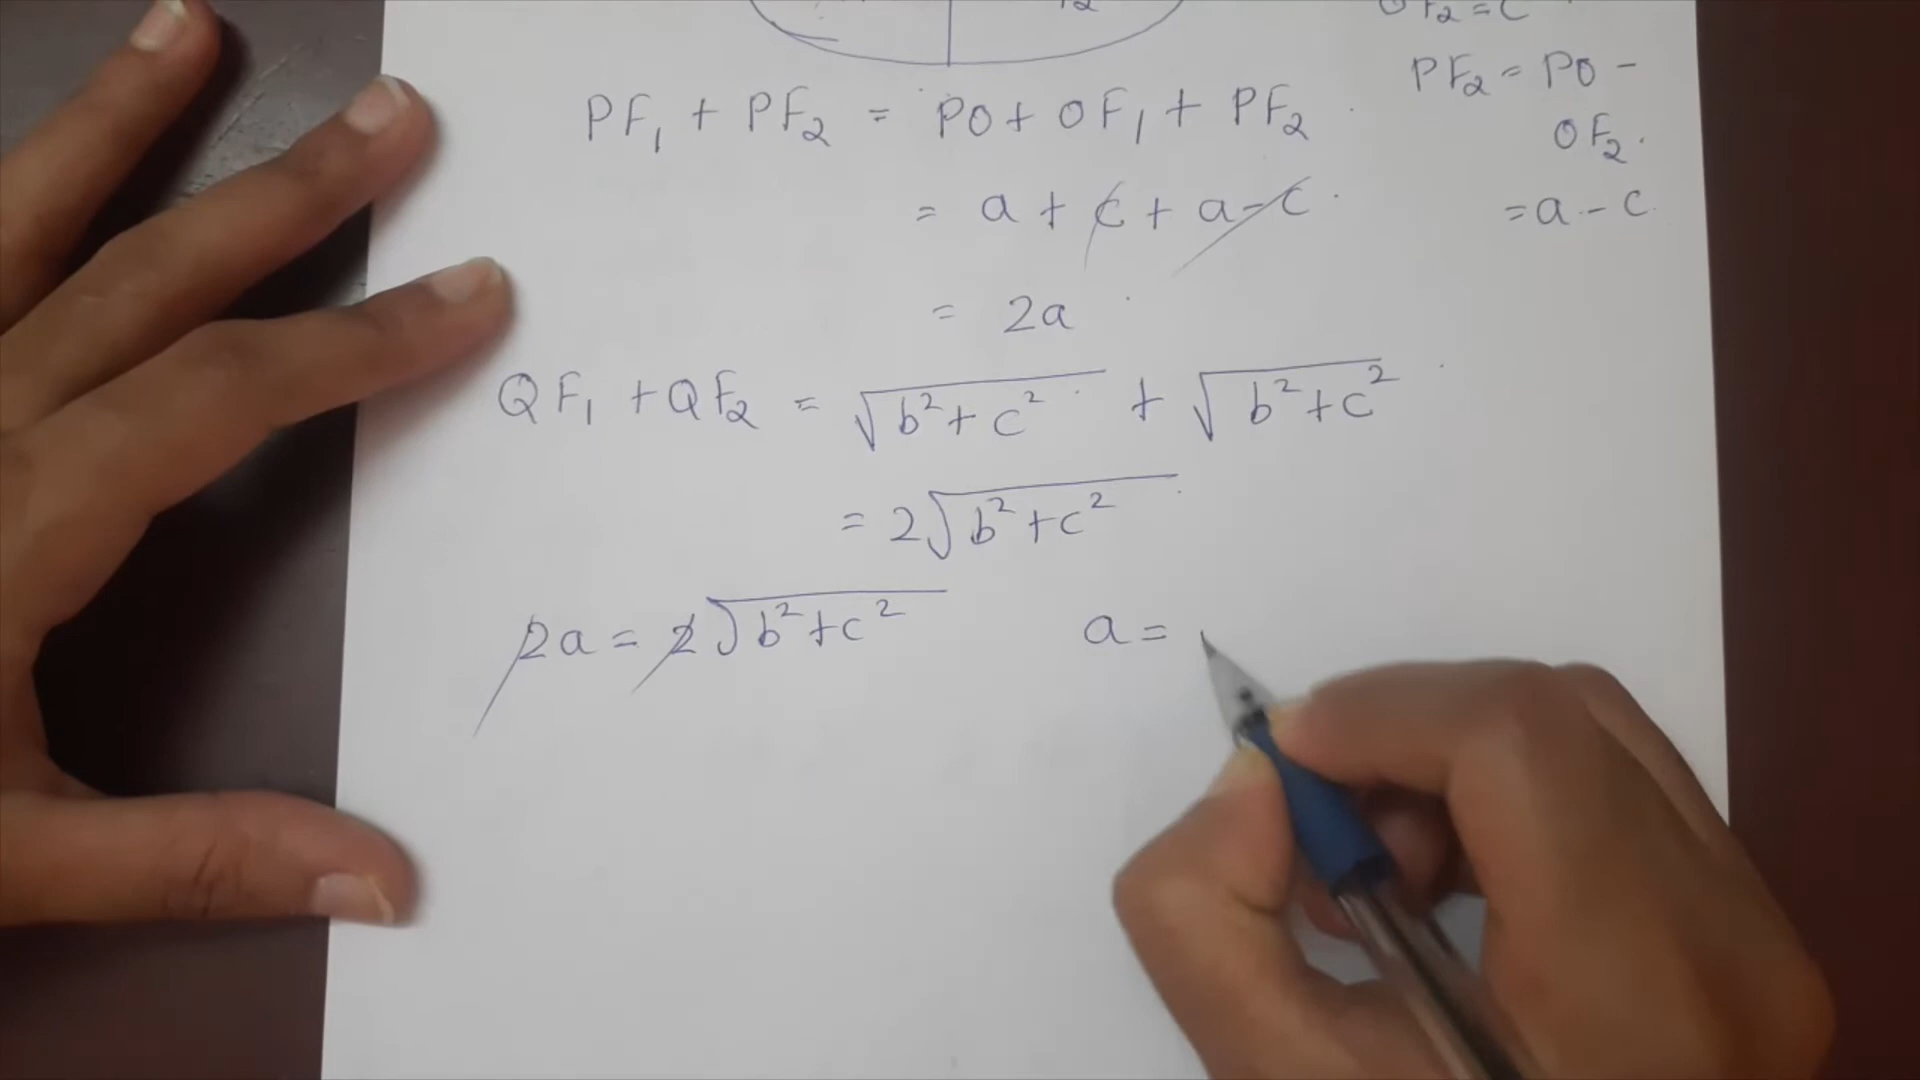 OF₂ = C
PF₂ = PO -
OF₂.
= a - c
PF₁ + PF₂ = PO + OF₁ + PF₂
= a + c + a - c
= 2a
QF₁ + QF₂ = √b²+c² + √b²+c²
= 2√b²+c²
2a = 2√b²+c²
a =